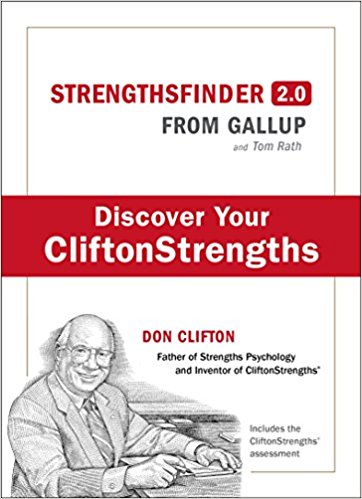 STRENGTHSFINDER 2.0
FROM GALLUP
and Tom Rath
Discover Your
CliftonStrengths
DON CLIFTON
Father of Strengths Psychology
and Inventor of CliftonStrengths®
Includes the
CliftonStrengths®
assessment